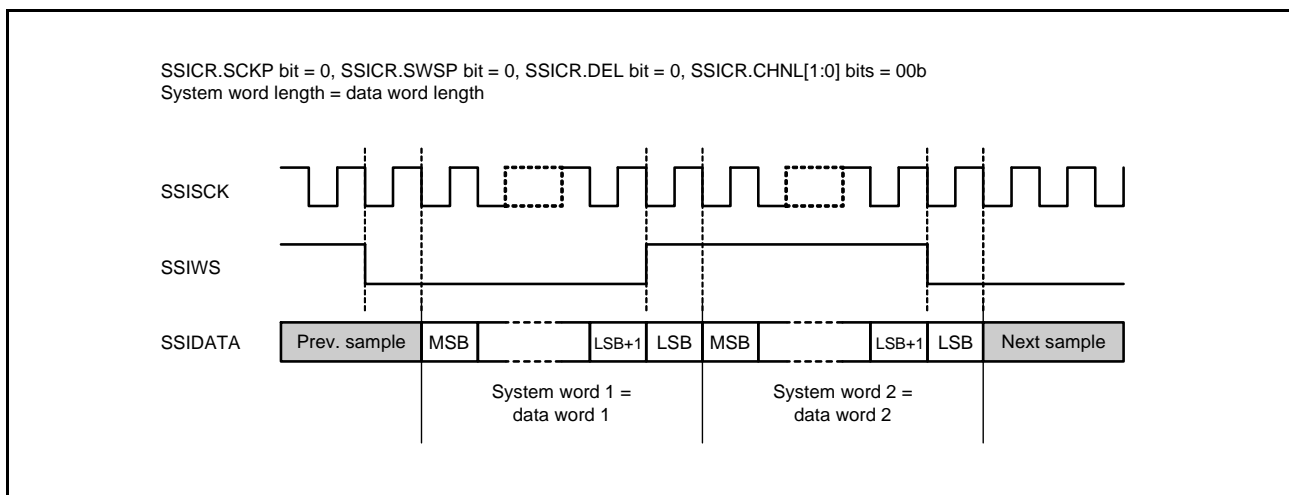 SSICR.SCKP bit = 0, SSICR.SWSP bit = 0, SSICR.DEL bit = 0, SSICR.CHNL[1:0] bits = 00b
System word length = data word length
SSISCK
SSIWS
SSIDATA Prev. sample MSB LSB+1 LSB MSB LSB+1 LSB Next sample
System word 1 = System word 2 =
data word 1 data word 2